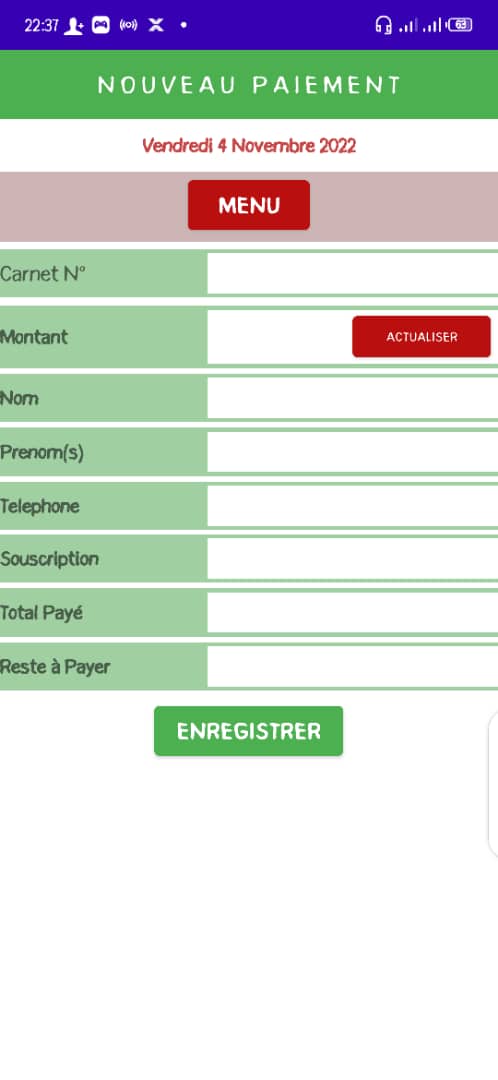 22:37 63
NOUVEAU PAIEMENT
Vendredi 4 Novembre 2022
MENU
Carnet N°
Montant
ACTUALISER
Nom
Prenom(s)
Telephone
Souscription
Total Payé
Reste à Payer
ENREGISTRER